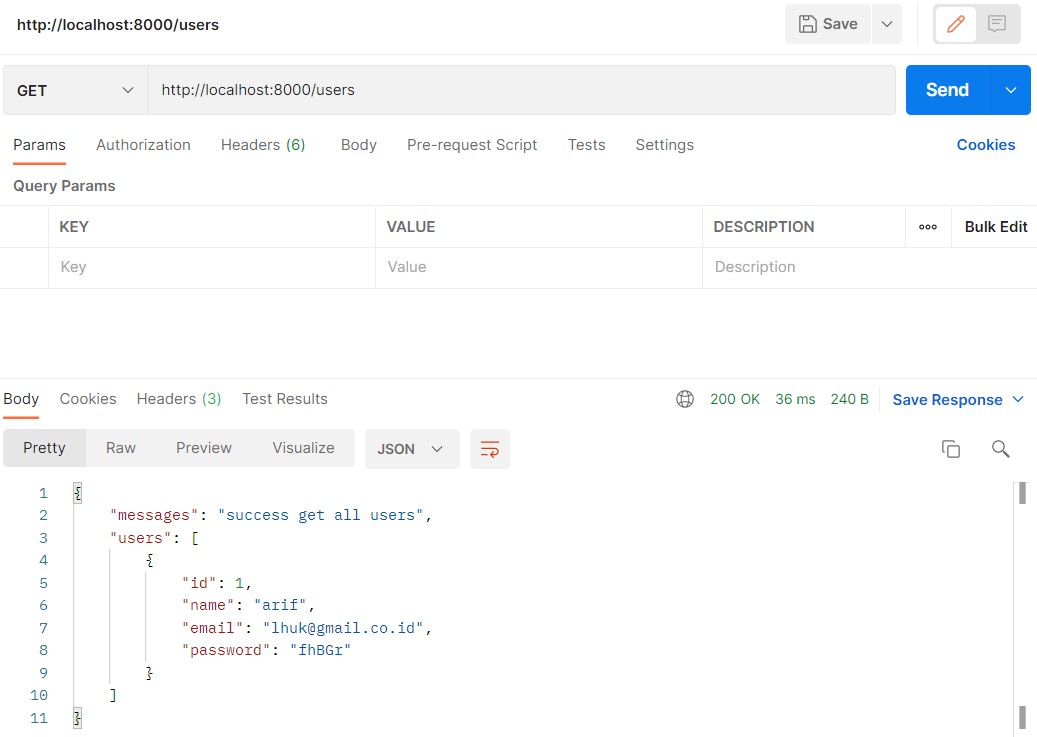 http://localhost:8000/users Save
GET http://localhost:8000/users Send
Params Authorization Headers (6) Body Pre-request Script Tests Settings Cookies
Query Params
KEY VALUE DESCRIPTION ooo Bulk Edit
Key Value Description
Body Cookies Headers (3) Test Results 200 OK 36 ms 240 B Save Response
Pretty Raw Preview Visualize JSON
1 {
2 "messages": "success get all users",
3 "users": [
4 {
5 "id": 1,
6 "name": "arif",
7 "email": "lhuk@gmail.co.id",
8 "password": "fhBGr"
9 }
10 ]
11 }